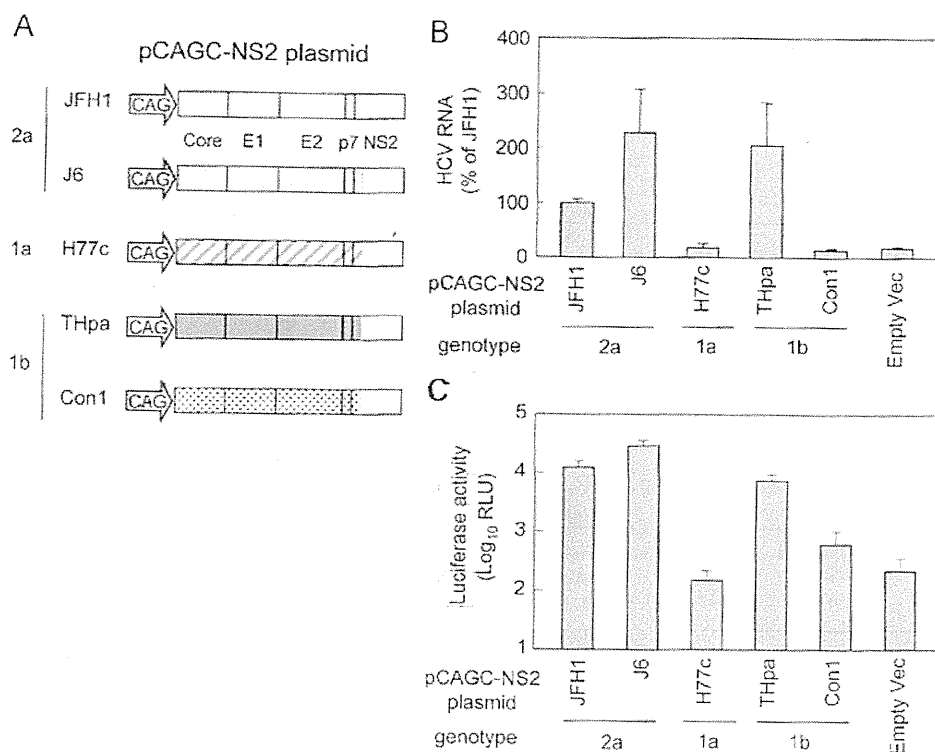 A
pCAGC-NS2 plasmid
2a
JFH1
CAG
Core E1 E2 p7 NS2
J6
CAG
1a
H77c
CAG
1b
THpa
CAG
Con1
CAG
B
HCV RNA
(% of JFH1)
400
300
200
100
0
pCAGC-NS2
plasmid
JFH1
J6
H77c
THpa
Con1
Empty Vec
genotype
2a
1a
1b
C
Luciferase activity
(Log10 RLU)
5
4
3
2
1
pCAGC-NS2
plasmid
JFH1
J6
H77c
THpa
Con1
Empty Vec
genotype
2a
1a
1b